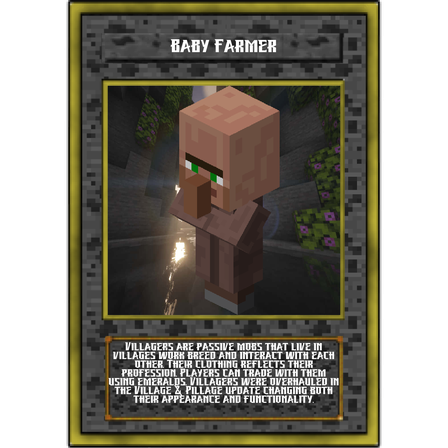 Baby Farmer
Villagers are passive mobs that live in
villages work breed and interact with each
other. Their clothing reflects their
profession. Players can trade with them
using emeralds. Villagers were overhauled in
the Village & Pillage update changing both
their appearance and functionality.